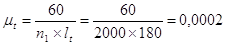 μₜ = 60 / (n₁ × lₜ) = 60 / (2000 × 180) = 0,0002